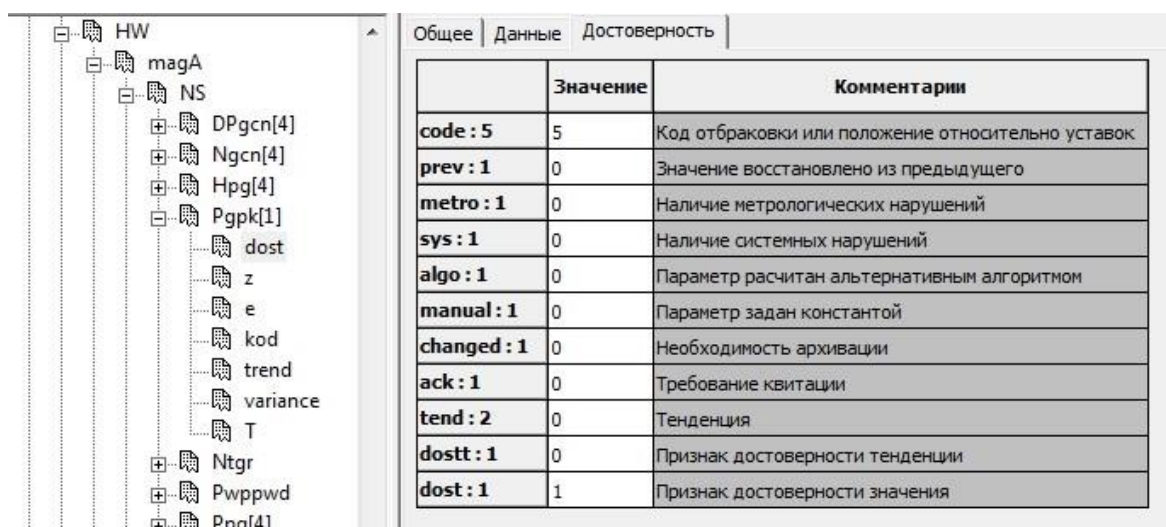 HW
magA
NS
DPgcn[4]
Ngcn[4]
Hpg[4]
Pgpk[1]
dost
z
e
kod
trend
variance
T
Ntgr
Pwppwd
Ppg[4]
Общее Данные Достоверность
Значение Комментарии
code : 5 5 Код отбраковки или положение относительно уставок
prev : 1 0 Значение восстановлено из предыдущего
metro : 1 0 Наличие метрологических нарушений
sys : 1 0 Наличие системных нарушений
algo : 1 0 Параметр расчитан альтернативным алгоритмом
manual : 1 0 Параметр задан константой
changed : 1 0 Необходимость архивации
ack : 1 0 Требование квитации
tend : 2 0 Тенденция
dostt : 1 0 Признак достоверности тенденции
dost : 1 1 Признак достоверности значения